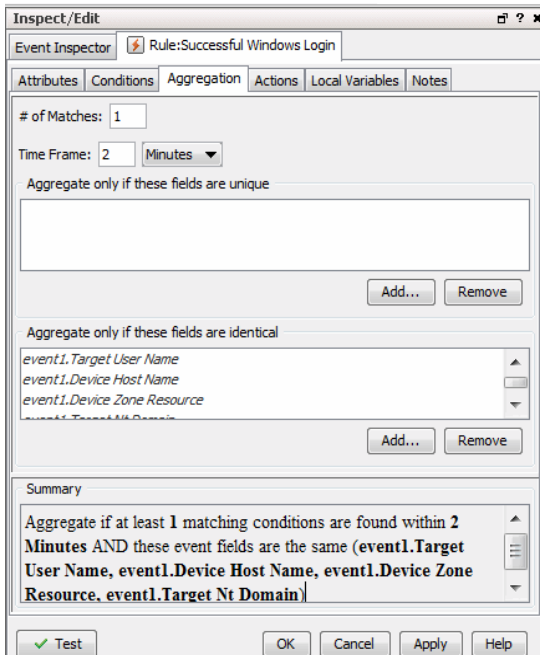 Inspect/Edit
Event Inspector Rule:Successful Windows Login
Attributes Conditions Aggregation Actions Local Variables Notes
# of Matches: 1
Time Frame: 2 Minutes
Aggregate only if these fields are unique
Add... Remove
Aggregate only if these fields are identical
event1.Target User Name
event1.Device Host Name
event1.Device Zone Resource
event1.Target Nt Domain
Add... Remove
Summary
Aggregate if at least 1 matching conditions are found within 2
Minutes AND these event fields are the same (event1.Target
User Name, event1.Device Host Name, event1.Device Zone
Resource, event1.Target Nt Domain)
Test OK Cancel Apply Help